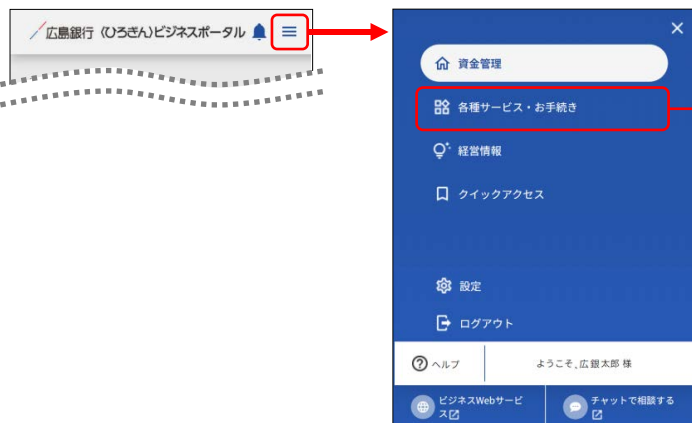 広島銀行〈ひろぎん〉ビジネスポータル
資金管理
各種サービス・お手続き
経営情報
クイックアクセス
設定
ログアウト
ヘルプ
ようこそ、広銀太郎 様
ビジネスWebサービ
ス
チャットで相談する